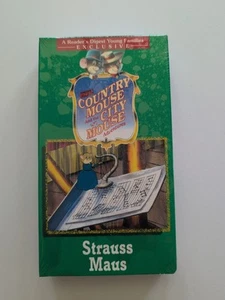 A Reader's Digest Young Families
EXCLUSIVE
COUNTRY
MOUSE
CITY
MOUSE
Strauss
Maus